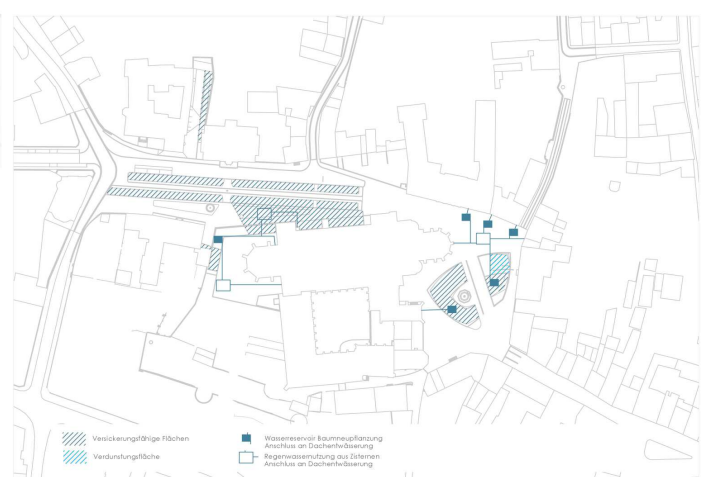 Versickerungsfähige Flächen
Verdunstungsfläche
Wasserreservoir Baumneupflanzung
Anschluss an Dachentwässerung
Regenwassernutzung aus Zisternen
Anschluss an Dachentwässerung